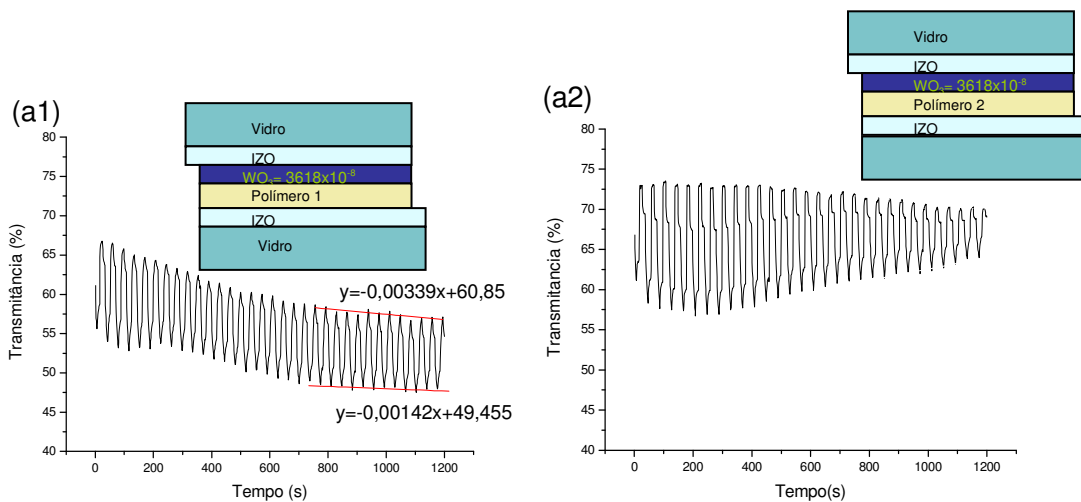 (a1)
Vidro
IZO
WO3= 3618x10-8
Polímero 1
IZO
Vidro
Transmitância (%)
80
75
70
65
60
55
50
45
40
y=-0,00339x+60,85
y=-0,00142x+49,455
0 200 400 600 800 1000 1200
Tempo (s)
(a2)
Vidro
IZO
WO3= 3618x10-8
Polímero 2
IZO
Transmitancia (%)
80
75
70
65
60
55
50
45
40
0 200 400 600 800 1000 1200
Tempo(s)